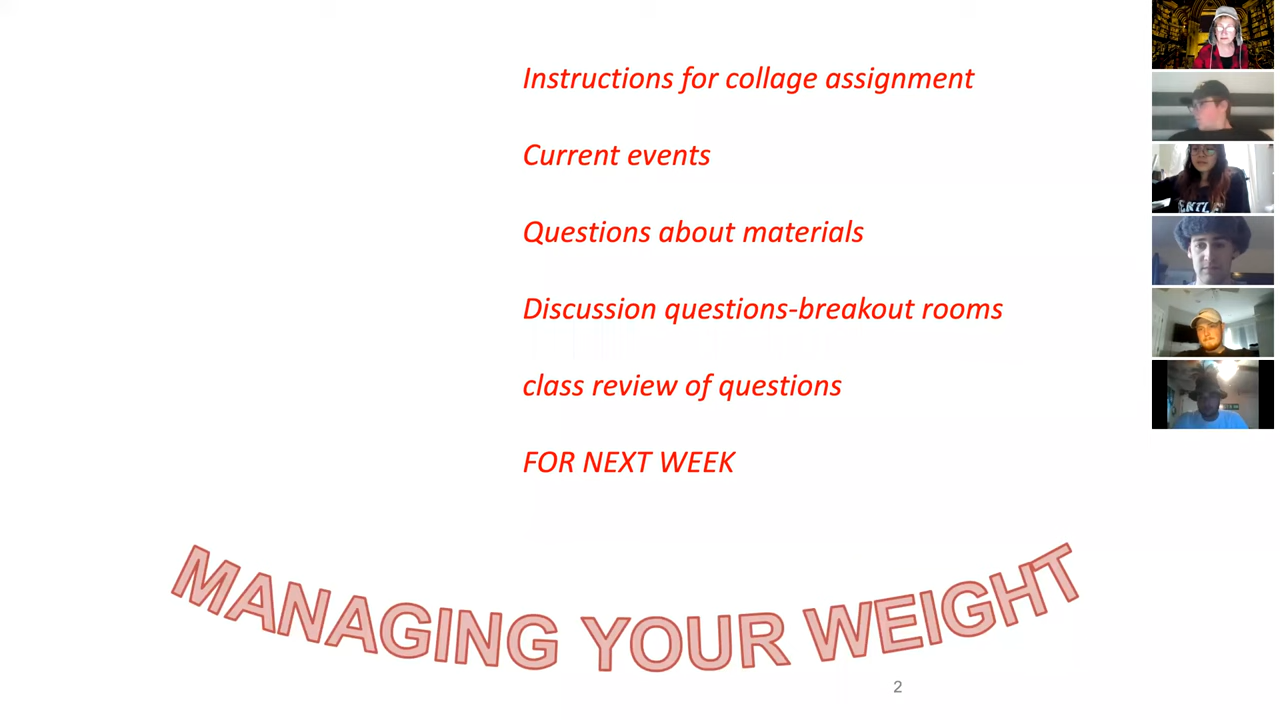 Instructions for collage assignment
Current events
Questions about materials
Discussion questions-breakout rooms
class review of questions
FOR NEXT WEEK
MANAGING YOUR WEIGHT
2